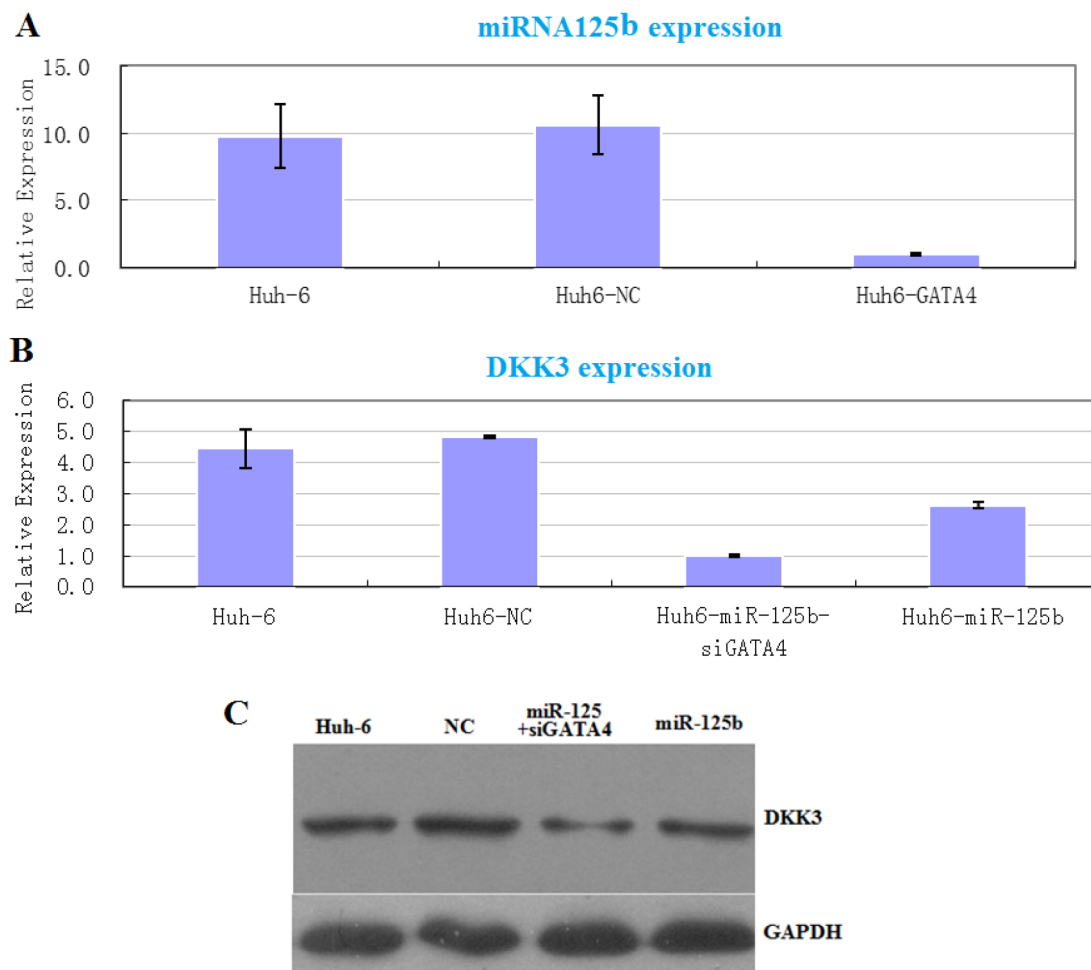 A
miRNA125b expression
Relative Expression
15.0
10.0
5.0
0.0
Huh-6
Huh6-NC
Huh6-GATA4
B
DKK3 expression
Relative Expression
6.0
5.0
4.0
3.0
2.0
1.0
0.0
Huh-6
Huh6-NC
Huh6-miR-125b-
siGATA4
Huh6-miR-125b
C
Huh-6
NC
miR-125
+siGATA4
miR-125b
DKK3
GAPDH